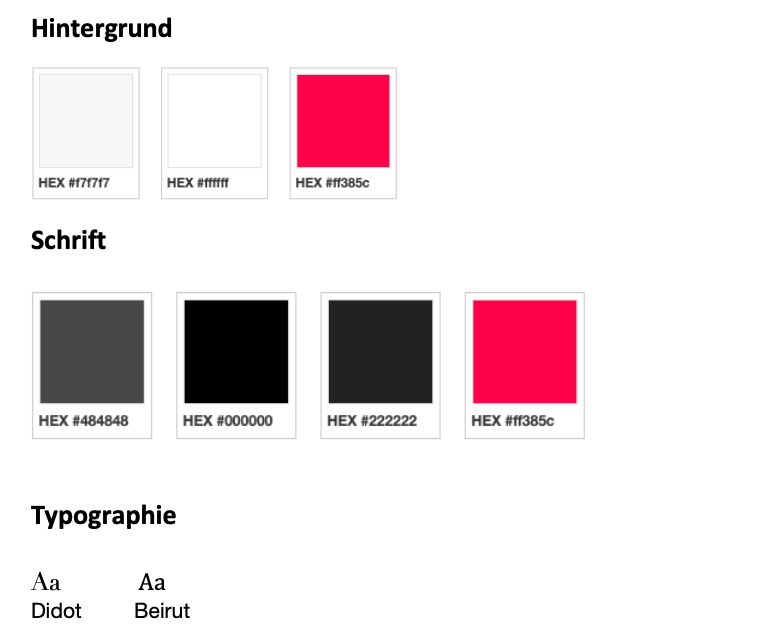 Hintergrund
HEX #f7f7f7 HEX #ffffff HEX #ff385c
Schrift
HEX #484848 HEX #000000 HEX #222222 HEX #ff385c
Typographie
Aa Aa
Didot Beirut